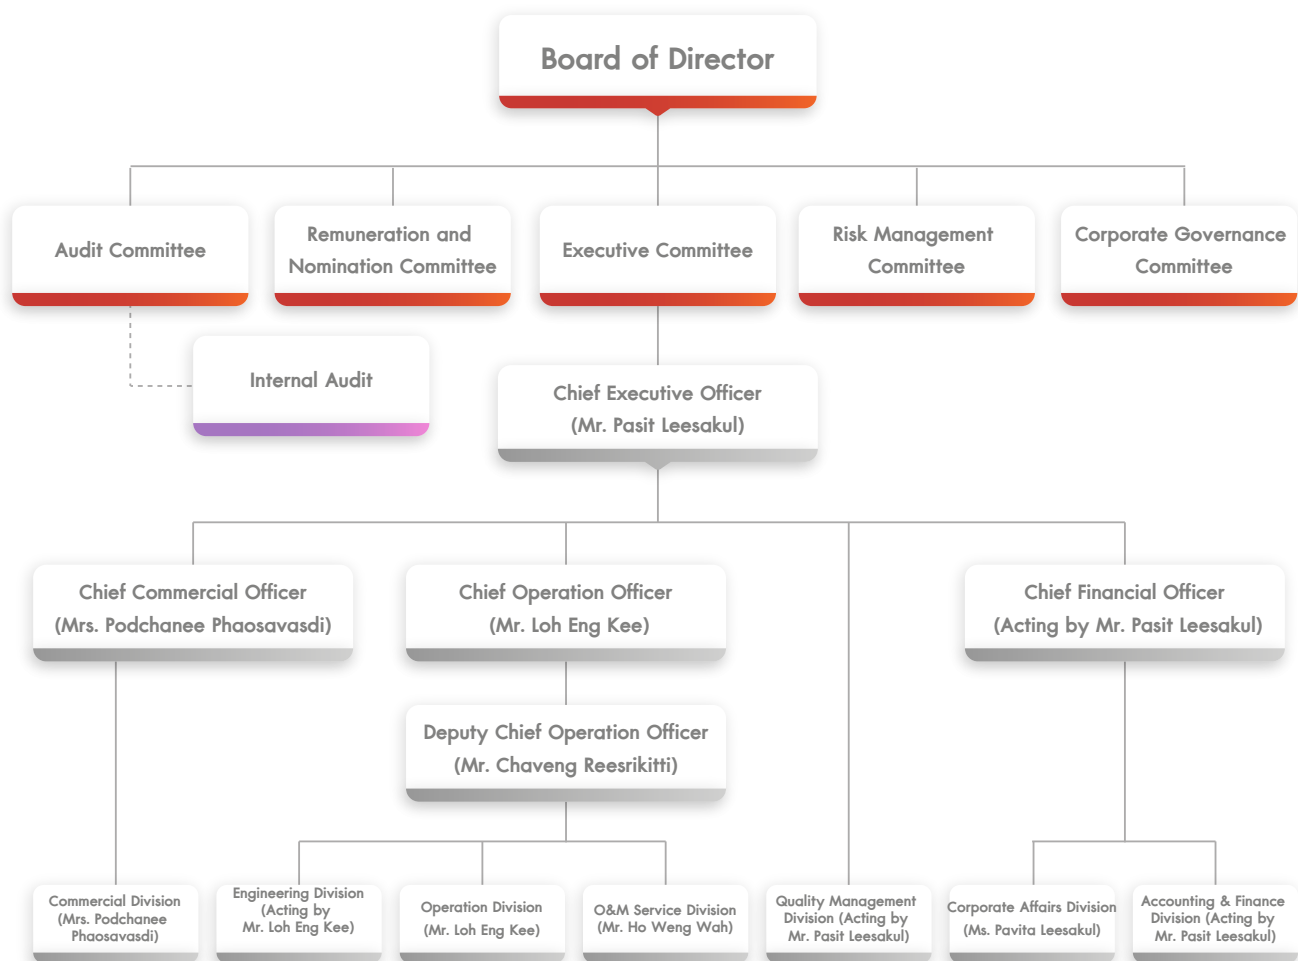 Board of Director
Audit Committee
Remuneration and
Nomination Committee
Executive Committee
Risk Management
Committee
Corporate Governance
Committee
Internal Audit
Chief Executive Officer
(Mr. Pasit Leesakul)
Chief Commercial Officer
(Mrs. Podchanee Phaosavasdi)
Chief Operation Officer
(Mr. Loh Eng Kee)
Chief Financial Officer
(Acting by Mr. Pasit Leesakul)
Deputy Chief Operation Officer
(Mr. Chaveng Reesrikitti)
Commercial Division
(Mrs. Podchanee
Phaosavasdi)
Engineering Division
(Acting by
Mr. Loh Eng Kee)
Operation Division
(Mr. Loh Eng Kee)
O&M Service Division
(Mr. Ho Weng Wah)
Quality Management
Division (Acting by
Mr. Pasit Leesakul)
Corporate Affairs Division
(Ms. Pavita Leesakul)
Accounting & Finance
Division (Acting by
Mr. Pasit Leesakul)